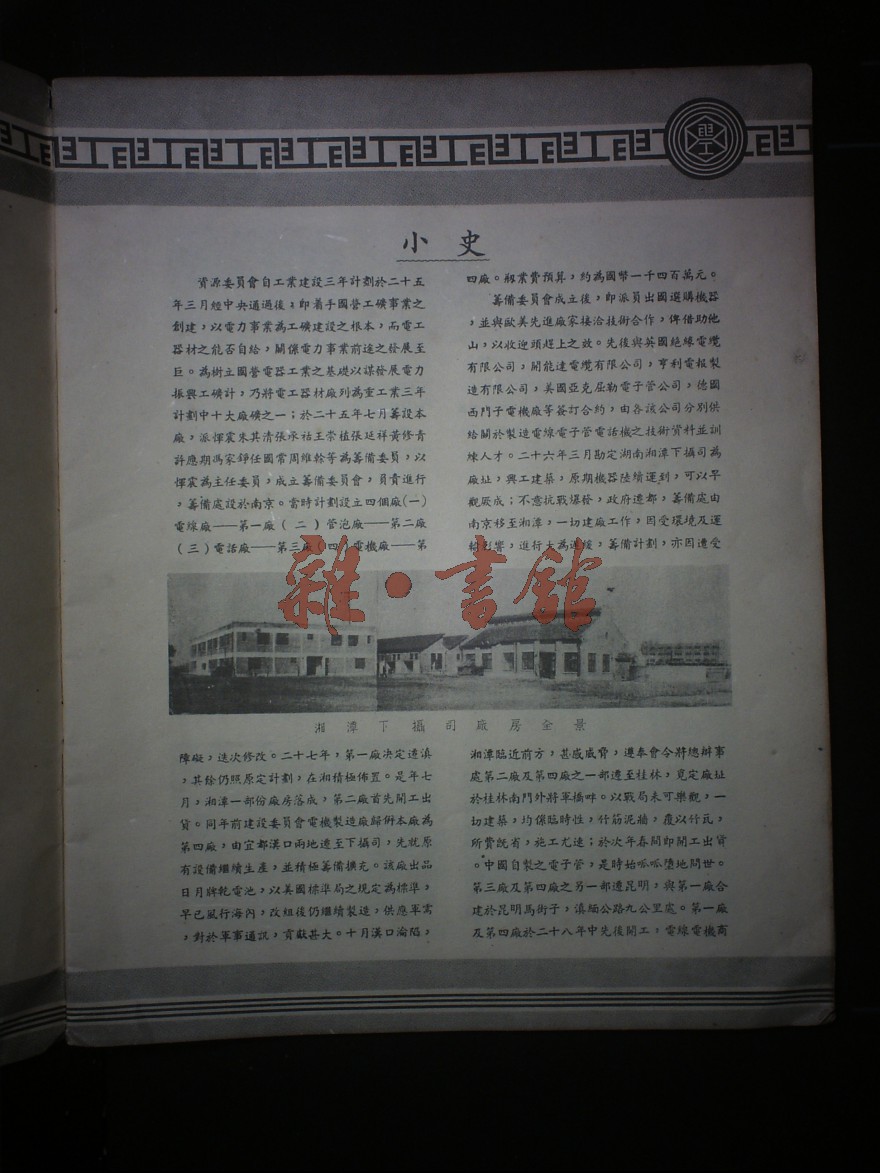 小史
資源委員會自工業建設三年計劃於二十五
年三月經中央通過後，即着手國營工礦事業之
創建，以電力事業為工礦建設之根本，而電工
器材之能否自給，關係電力事業前途之發展至
巨。為樹立國營電器工業之基礎以謀發展電力
振興工礦計，乃將電工器材廠列為重工業三年
計劃中十大廠礦之一；於二十五年七月籌設本
廠，派惲震朱其清張承祜王崇植張延祥黃修青
許應期馮家錚任國常周維幹等為籌備委員，以
惲震為主任委員，成立籌備委員會，負責進行
，籌備處設於南京。當時計劃設立四個廠(一)
電線廠——第一廠(二)管泡廠——第二廠
(三)電話廠——第三廠(四)電機廠——第
四廠。叛業費預算，約為國幣一千四百萬元。
籌備委員會成立後，即派員出國選購機器
，並與歐美先進廠家接洽技術合作，俾借助他
山，以收迎頭趕上之效。先後與英國絕緣電纜
有限公司，開能達電纜有限公司，亨利電報製
造有限公司，美國亞克屈勒電子管公司，德國
西門子電機廠等簽訂合約，由各該公司分別供
給關於製造電線電子管電話機之技術資料並訓
練人才。二十六年三月勘定湖南湘潭下攝司為
廠址，興工建築，原期機器陸續運到，可以早
觀厥成；不意抗戰爆發，政府遷都，籌備處由
南京移至湘潭，一切建廠工作，因受環境及運
輸影響，進行大為遲緩，籌備計劃，亦因遭受
雜·書館
湘潭下攝司廠房全景
障礙，迭次修改。二十七年，第一廠決定遷滇
，其餘仍照原定計劃，在湘積極佈置。是年七
月，湘潭一部份廠房落成，第二廠首先開工出
貨。同年前建設委員會電機製造廠歸併本廠為
第四廠，由宜都漢口兩地遷至下攝司，先就原
有設備繼續生產，並積極籌備擴充。該廠出品
日月牌乾電池，以美國標準局之規定為標準，
早已風行海內，改組後仍繼續製造，供應軍需
，對於軍事通訊，貢獻甚大。十月漢口淪陷，
湘潭臨近前方，甚感威脅，遵奉會令將總辦事
處第二廠及第四廠之一部遷至桂林，覓定廠址
於桂林南門外將軍橋畔。以戰局未可樂觀，一
切建築，均係臨時性，竹筋泥牆，覆以竹瓦，
所費既省，施工尤速；於次年春間即開工出貨
。中國自製之電子管，是時始呱呱墮地問世。
第三廠及第四廠之另一部遷昆明，與第一廠合
建於昆明馬街子，滇緬公路九公里處。第一廠
及第四廠於二十八年中先後開工，電線電機商